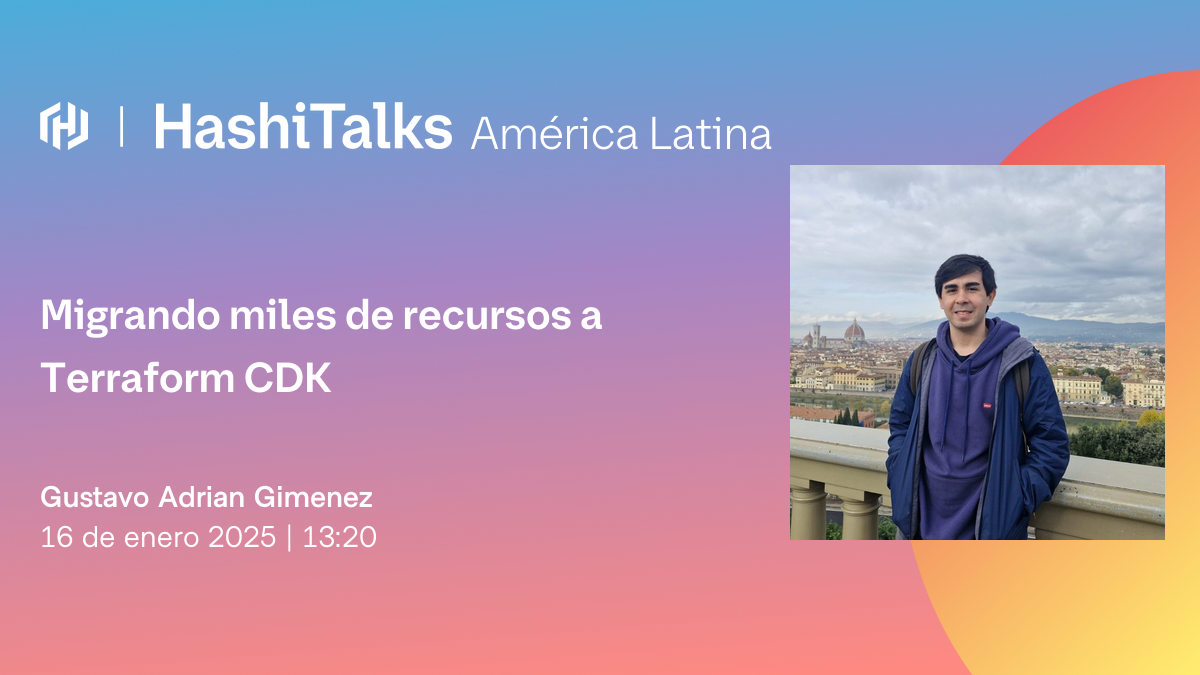 HashiTalks América Latina
Migrando miles de recursos a
Terraform CDK
Gustavo Adrian Gimenez
16 de enero 2025 | 13:20